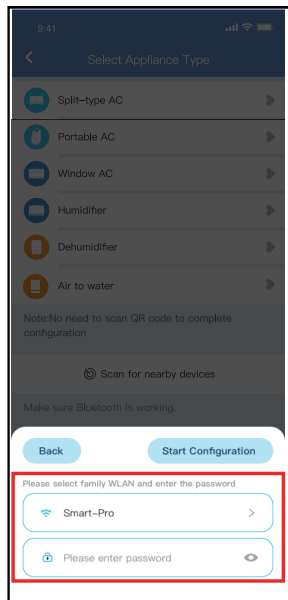 9:41
Select Appliance Type
Split-type AC
Portable AC
Window AC
Humidifier
Dehumidifier
Air to water
Note:No need to scan QR code to complete
configuration
Scan for nearby devices
Make sure Bluetooth is working.
Back
Start Configuration
Please select family WLAN and enter the password
Smart-Pro
Please enter password